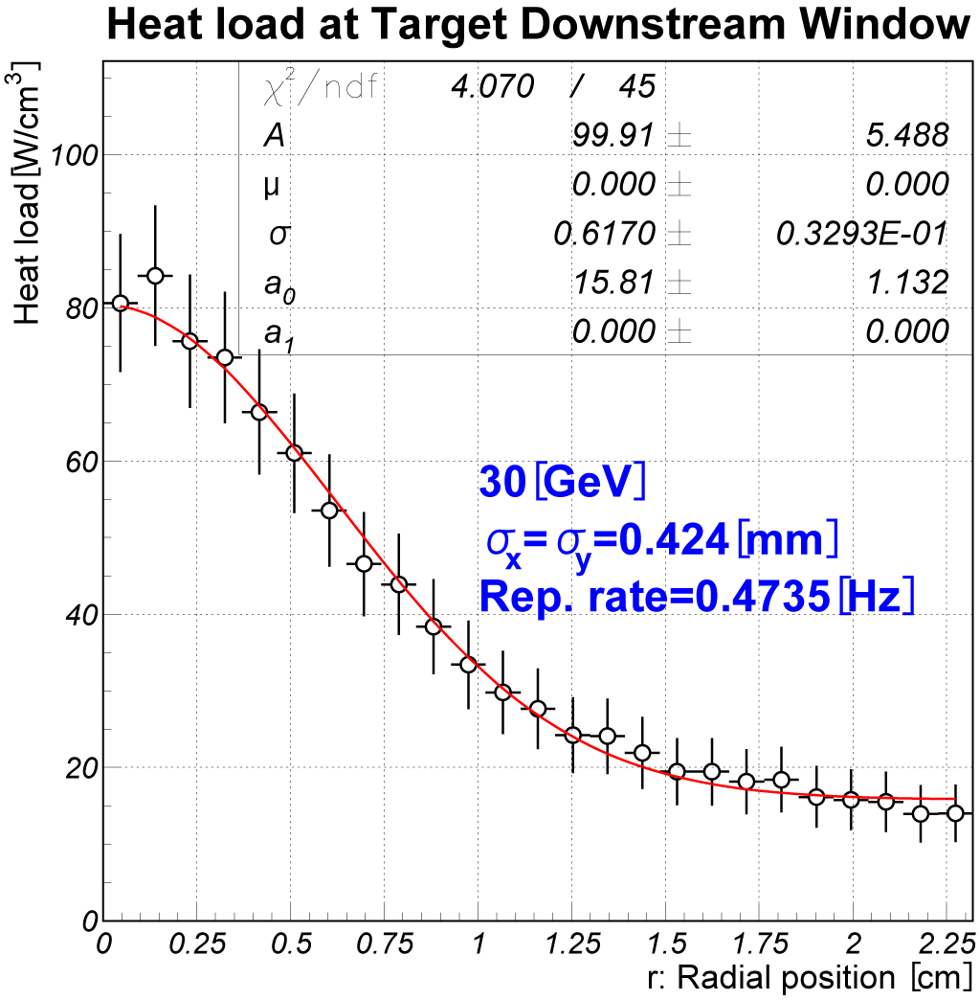 Heat load at Target Downstream Window
Heat load [W/cm³]
χ²/ndf 4.070 / 45
A 99.91 ± 5.488
μ 0.000 ± 0.000
σ 0.6170 ± 0.3293E-01
a₀ 15.81 ± 1.132
a₁ 0.000 ± 0.000
100
80
60
40
20
0
30 [GeV]
σx= σy=0.424 [mm]
Rep. rate=0.4735 [Hz]
0 0.25 0.5 0.75 1 1.25 1.5 1.75 2 2.25
r: Radial position [cm]